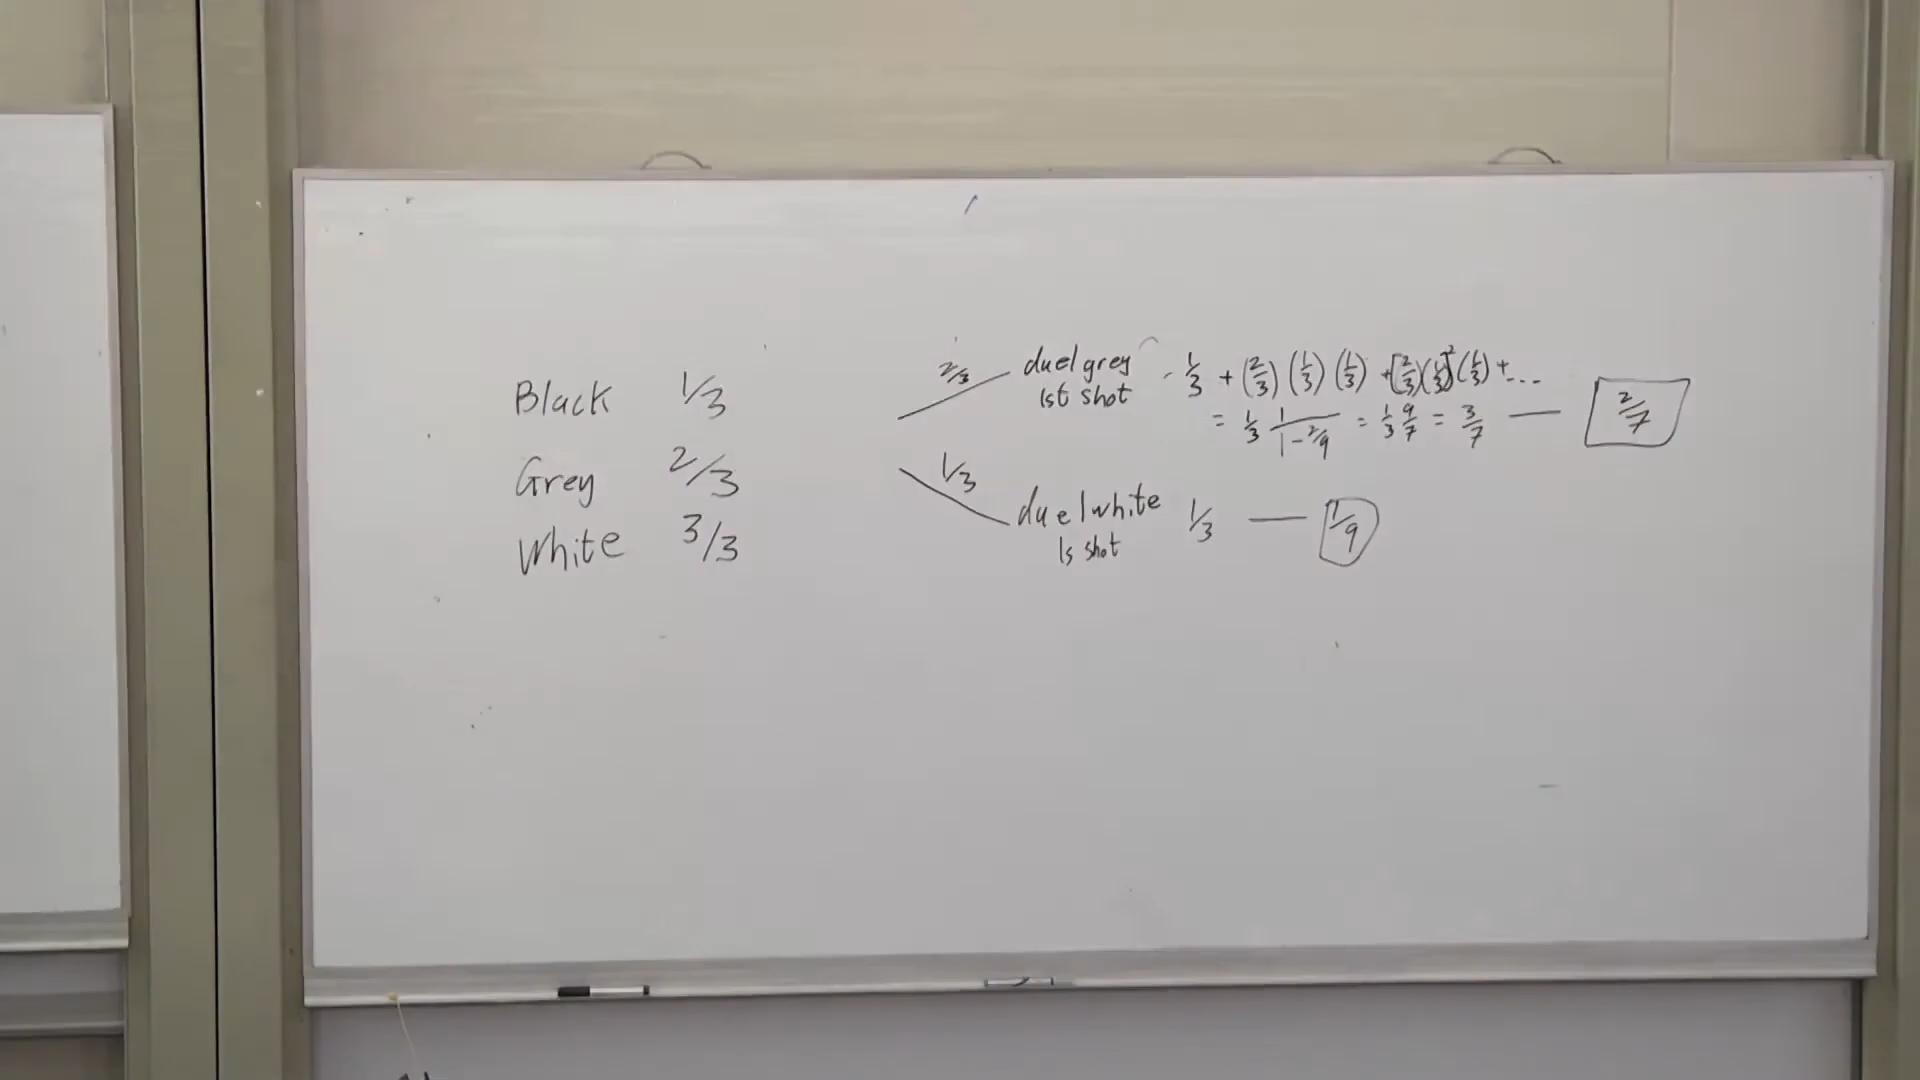 Black 1/3
Grey 2/3
White 3/3
2/3 duel grey 1st shot - 1/3 + (2/3)(1/3)(1/3) + [(2/3)(1/3)]²(1/3) + ...
= 1/3 1/(1-2/9) = 1/3 9/7 = 3/7 — 2/7
1/3 duel white 1s shot 1/3 — 1/9